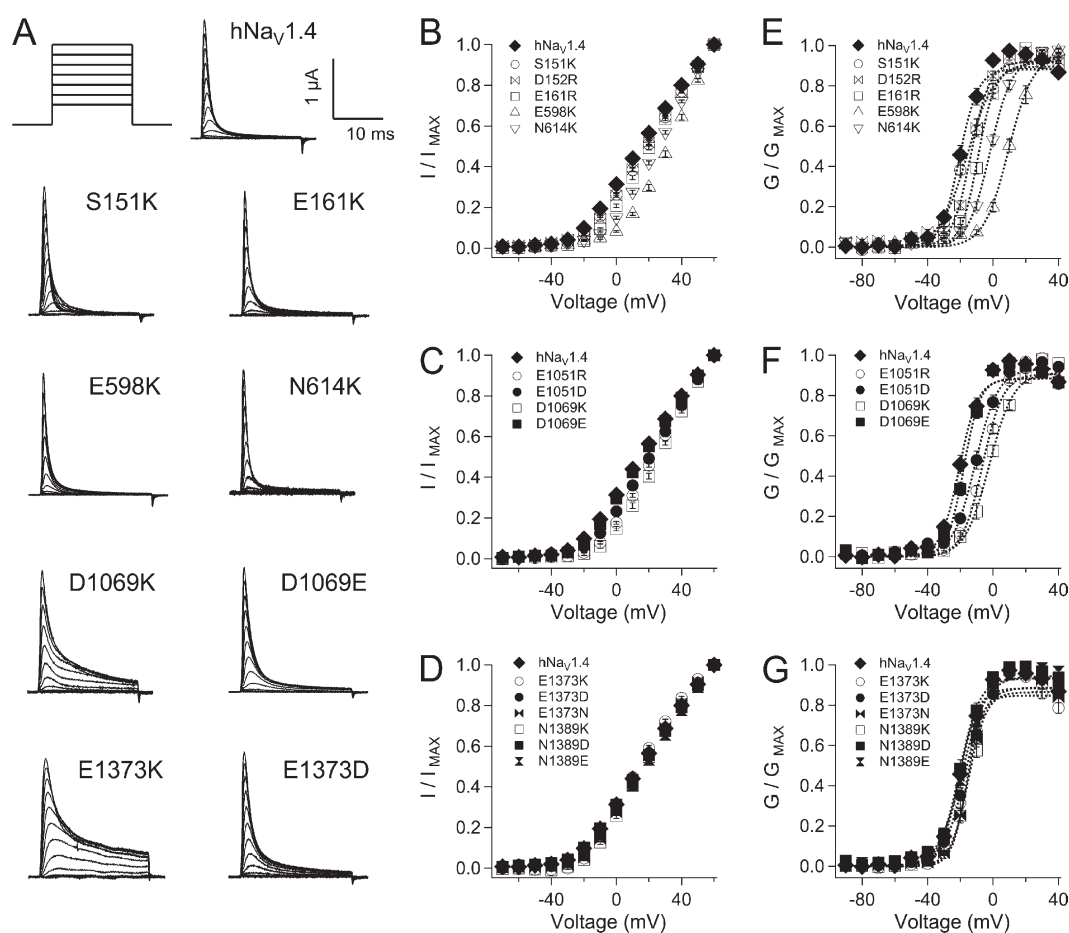 A
hNaV1.4
1 µA
10 ms
S151K
E161K
E598K
N614K
D1069K
D1069E
E1373K
E1373D
B
hNaV1.4
S151K
D152R
E161R
E598K
N614K
1.0
0.8
0.6
0.4
0.2
0.0
I / IMAX
-40
0
40
Voltage (mV)
E
hNaV1.4
S151K
D152R
E161R
E598K
N614K
1.0
0.8
0.6
0.4
0.2
0.0
G / GMAX
-80
-40
0
40
Voltage (mV)
C
hNaV1.4
E1051R
E1051D
D1069K
D1069E
1.0
0.8
0.6
0.4
0.2
0.0
I / IMAX
-40
0
40
Voltage (mV)
F
hNaV1.4
E1051R
E1051D
D1069K
D1069E
1.0
0.8
0.6
0.4
0.2
0.0
G / GMAX
-80
-40
0
40
Voltage (mV)
D
hNaV1.4
E1373K
E1373D
E1373N
N1389K
N1389D
N1389E
1.0
0.8
0.6
0.4
0.2
0.0
I / IMAX
-40
0
40
Voltage (mV)
G
hNaV1.4
E1373K
E1373D
E1373N
N1389K
N1389D
N1389E
1.0
0.8
0.6
0.4
0.2
0.0
G / GMAX
-80
-40
0
40
Voltage (mV)